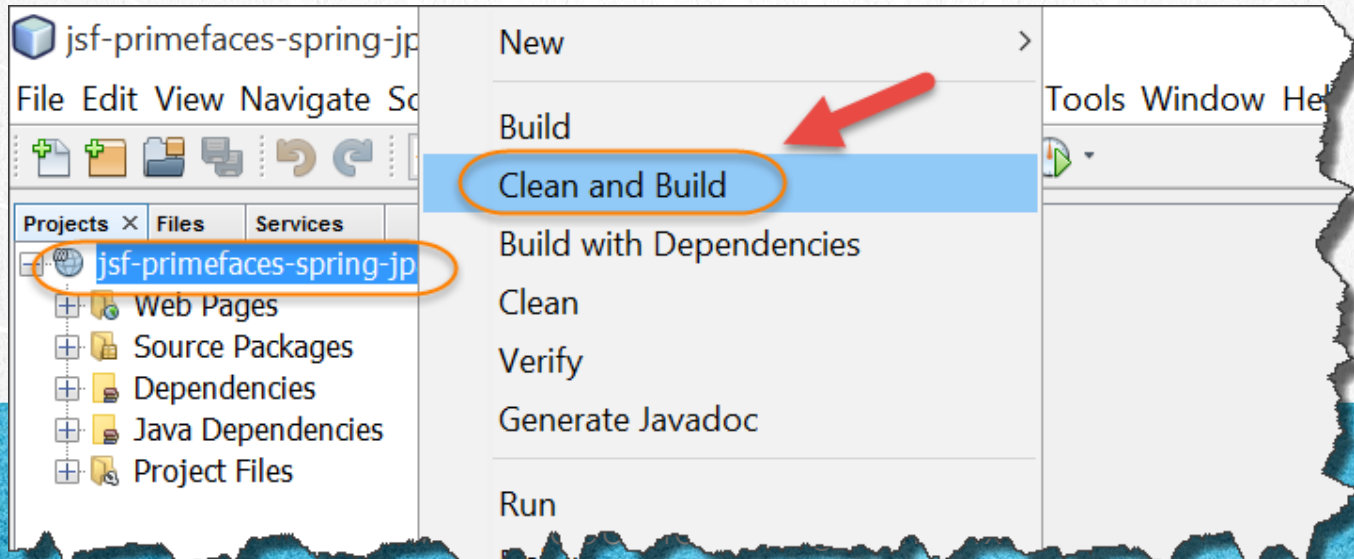 jsf-primefaces-spring-jp
File Edit View Navigate So
Tools Window Hel
Projects × Files Services
jsf-primefaces-spring-jp
Web Pages
Source Packages
Dependencies
Java Dependencies
Project Files
New
Build
Clean and Build
Build with Dependencies
Clean
Verify
Generate Javadoc
Run